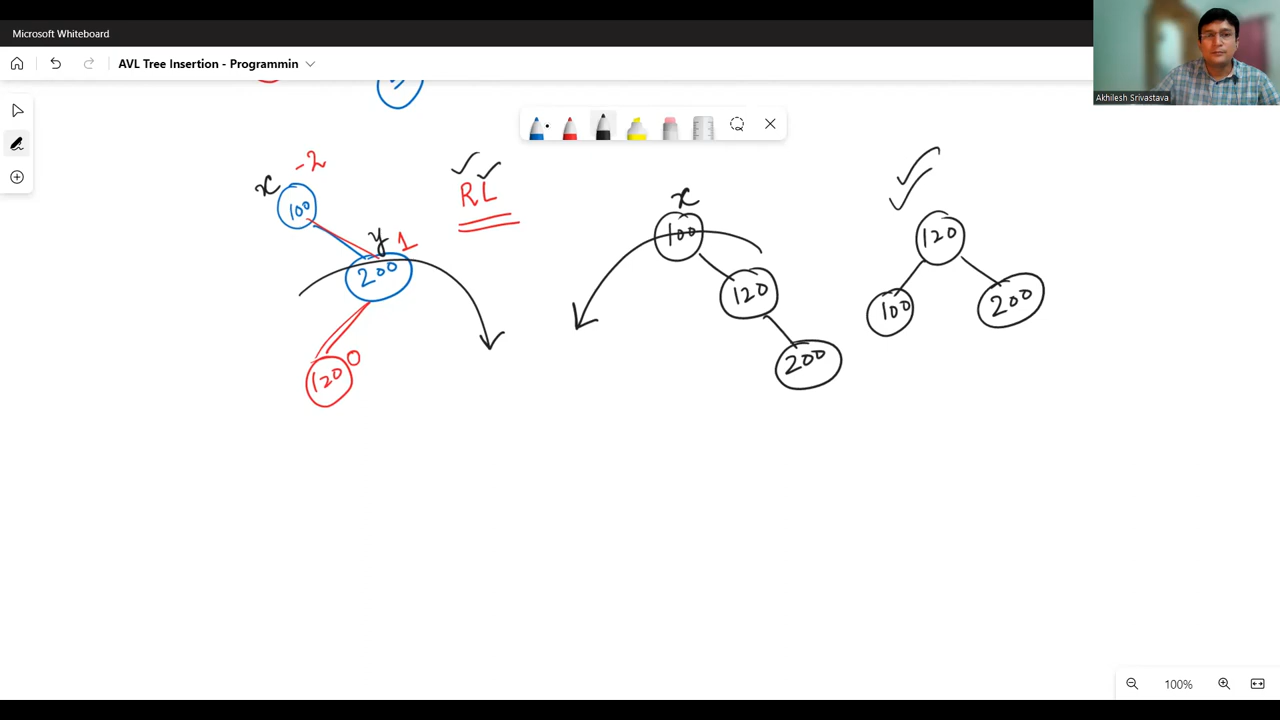 Microsoft Whiteboard
AVL Tree Insertion - Programmin
Akhilesh Srivastava
x -2
100
y 1
200
120 0
RL
x
100
120
200
120
100
200
100%